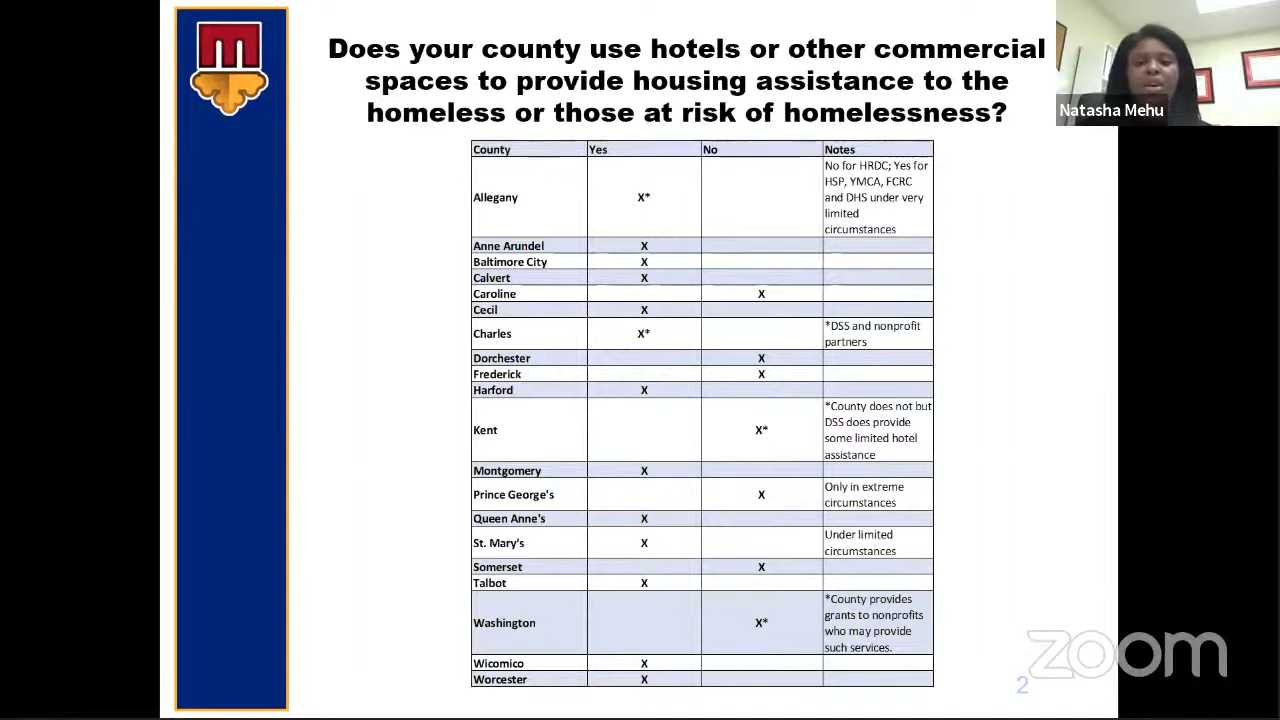 Does your county use hotels or other commercial
spaces to provide housing assistance to the
homeless or those at risk of homelessness?
Natasha Mehu
County Yes No Notes
Allegany X* No for HRDC; Yes for
HSP, YMCA, FCRC
and DHS under very
limited
circumstances
Anne Arundel X
Baltimore City X
Calvert X
Caroline X
Cecil X
Charles X* *DSS and nonprofit
partners
Dorchester X
Frederick X
Harford X
Kent X* *County does not but
DSS does provide
some limited hotel
assistance
Montgomery X
Prince George's X Only in extreme
circumstances
Queen Anne's X
St. Mary's X Under limited
circumstances
Somerset X
Talbot X
Washington X* *County provides
grants to nonprofits
who may provide
such services.
Wicomico X
Worcester X
zoom
2
M